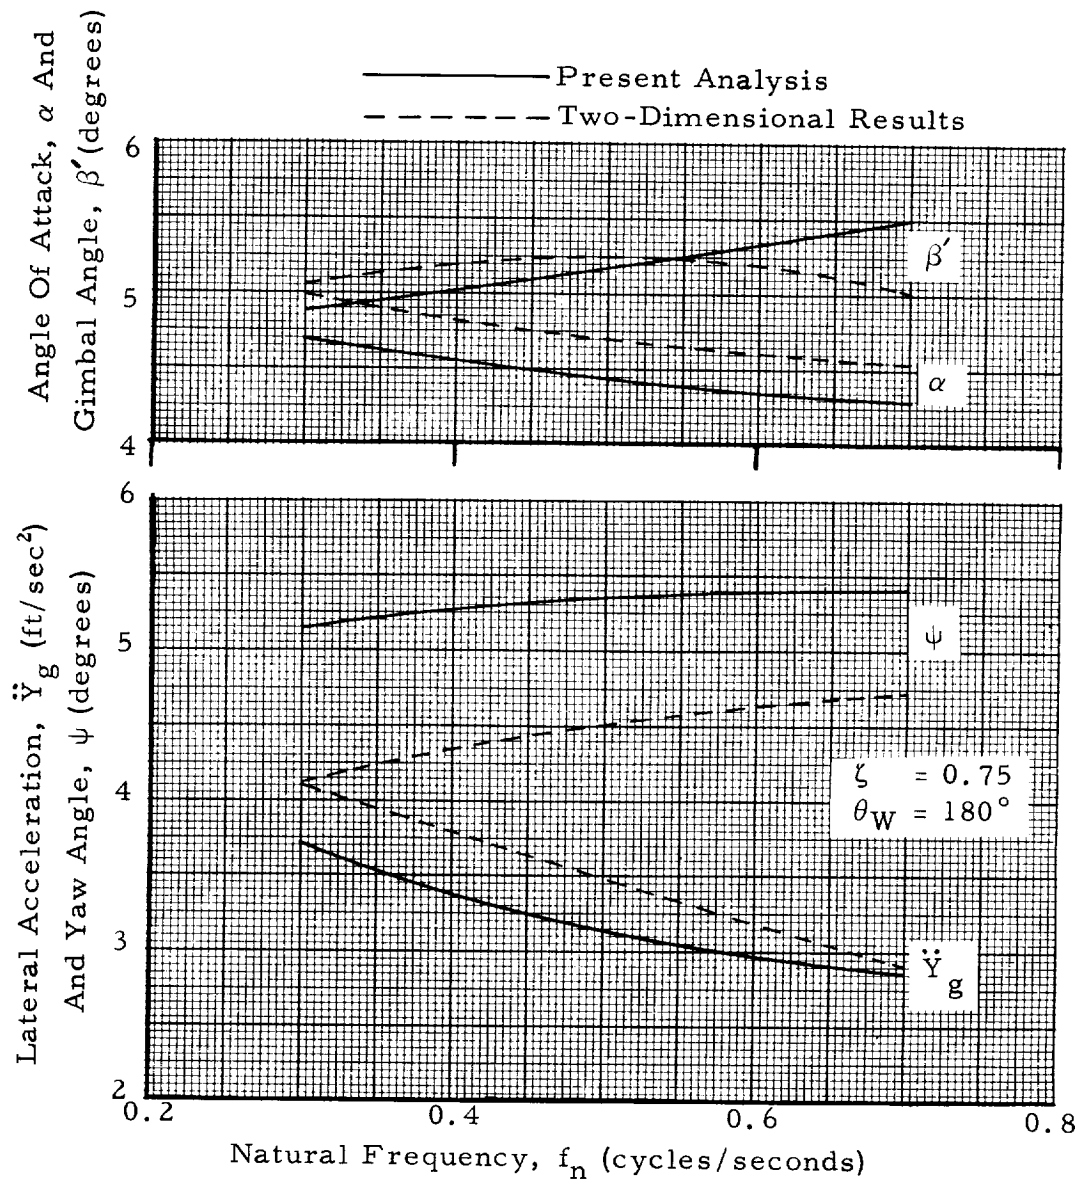 Present Analysis
Two-Dimensional Results
Angle Of Attack, α And
Gimbal Angle, β′ (degrees)
6
5
4
β′
α
Lateral Acceleration, Ÿg (ft/sec²)
And Yaw Angle, ψ (degrees)
6
5
4
3
2
ψ
ζ = 0.75
θW = 180°
Ÿg
0.2 0.4 0.6 0.8
Natural Frequency, fn (cycles/seconds)